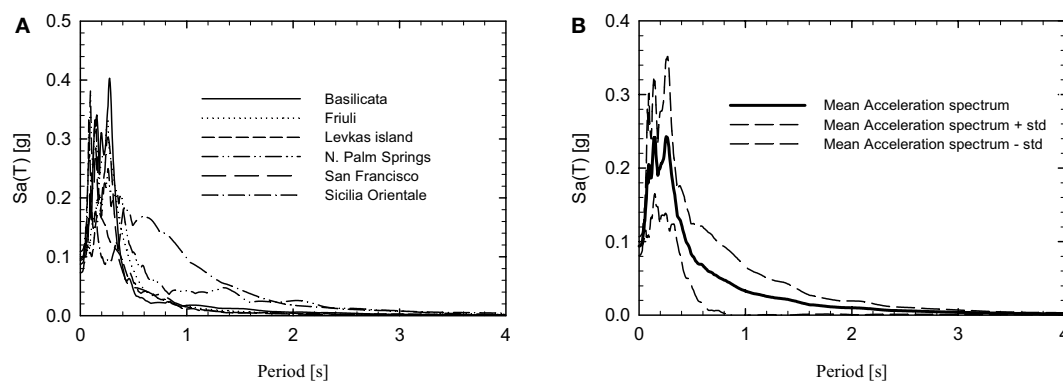 A
0.5
0.4
0.3
0.2
0.1
0.0
Sa(T) [g]
Basilicata
Friuli
Levkas island
N. Palm Springs
San Francisco
Sicilia Orientale
0 1 2 3 4
Period [s]
B
0.4
0.3
0.2
0.1
0.0
Sa(T) [g]
Mean Acceleration spectrum
Mean Acceleration spectrum + std
Mean Acceleration spectrum - std
0 1 2 3 4
Period [s]